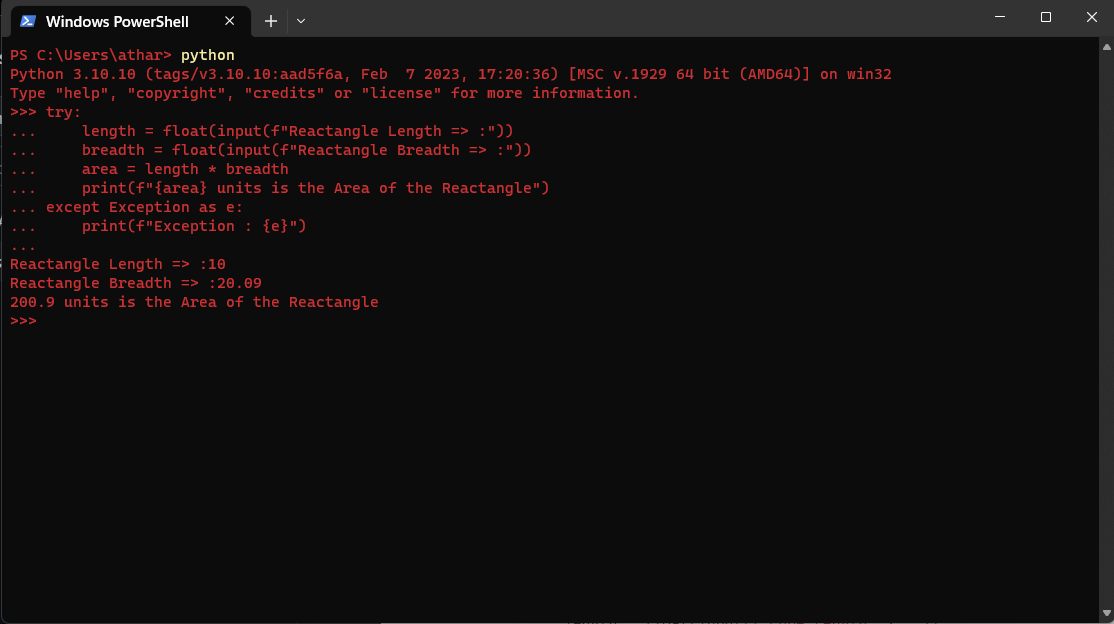 Windows PowerShell
PS C:\Users\athar> python
Python 3.10.10 (tags/v3.10.10:aad5f6a, Feb  7 2023, 17:20:36) [MSC v.1929 64 bit (AMD64)] on win32
Type "help", "copyright", "credits" or "license" for more information.
>>> try:
...     length = float(input(f"Reactangle Length => :"))
...     breadth = float(input(f"Reactangle Breadth => :"))
...     area = length * breadth
...     print(f"{area} units is the Area of the Reactangle")
... except Exception as e:
...     print(f"Exception : {e}")
...
Reactangle Length => :10
Reactangle Breadth => :20.09
200.9 units is the Area of the Reactangle
>>>